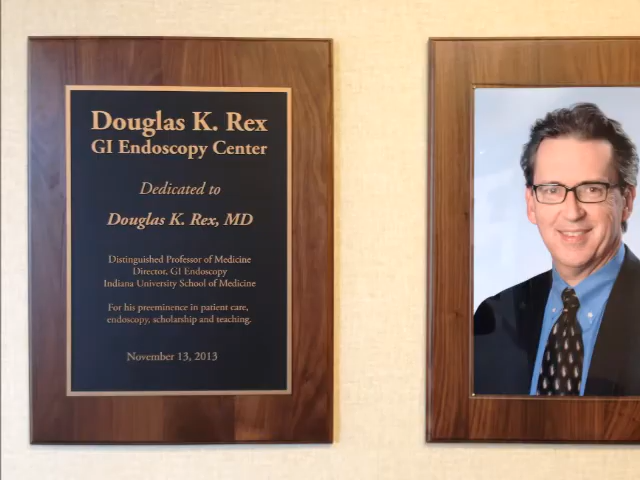 Douglas K. Rex
GI Endoscopy Center
Dedicated to
Douglas K. Rex, MD
Distinguished Professor of Medicine
Director, GI Endoscopy
Indiana University School of Medicine
For his preeminence in patient care,
endoscopy, scholarship and teaching.
November 13, 2013